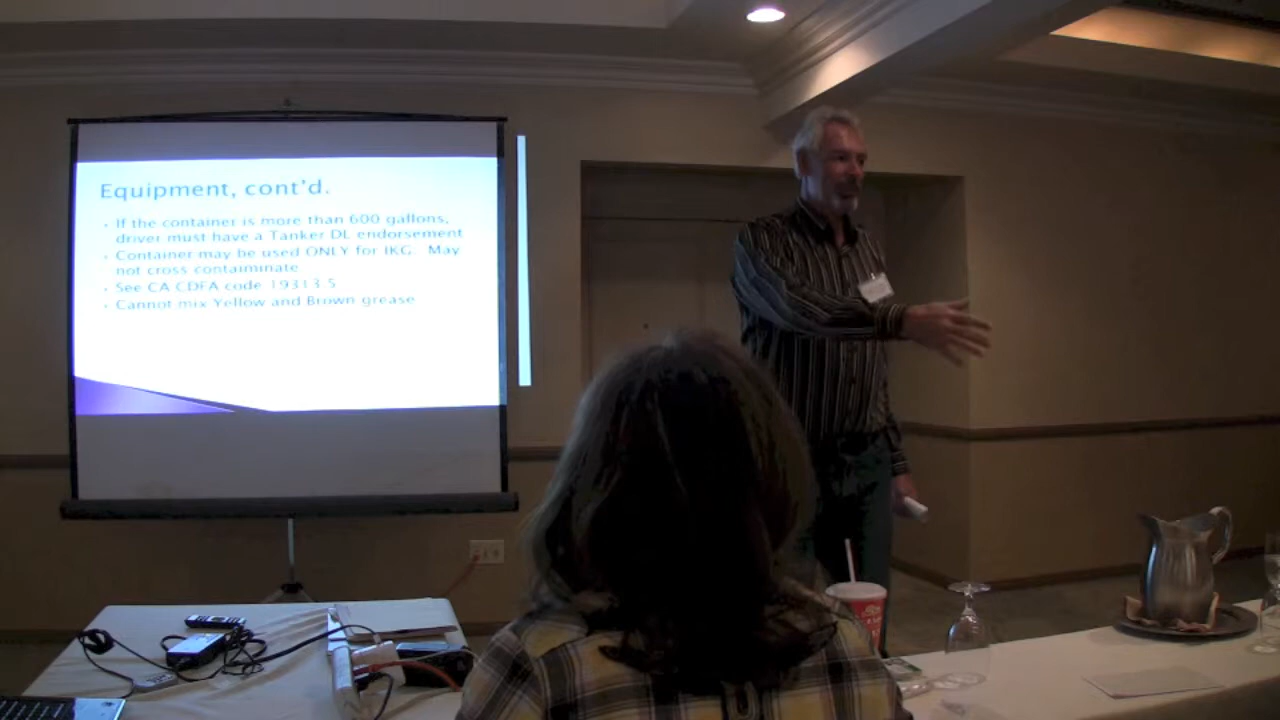 Equipment, cont'd.
If the container is more than 600 gallons,
driver must have a Tanker DL endorsement
Container may be used ONLY for IKG. May
not cross contaiminate
See CA CDFA code 19313.5
Cannot mix Yellow and Brown grease